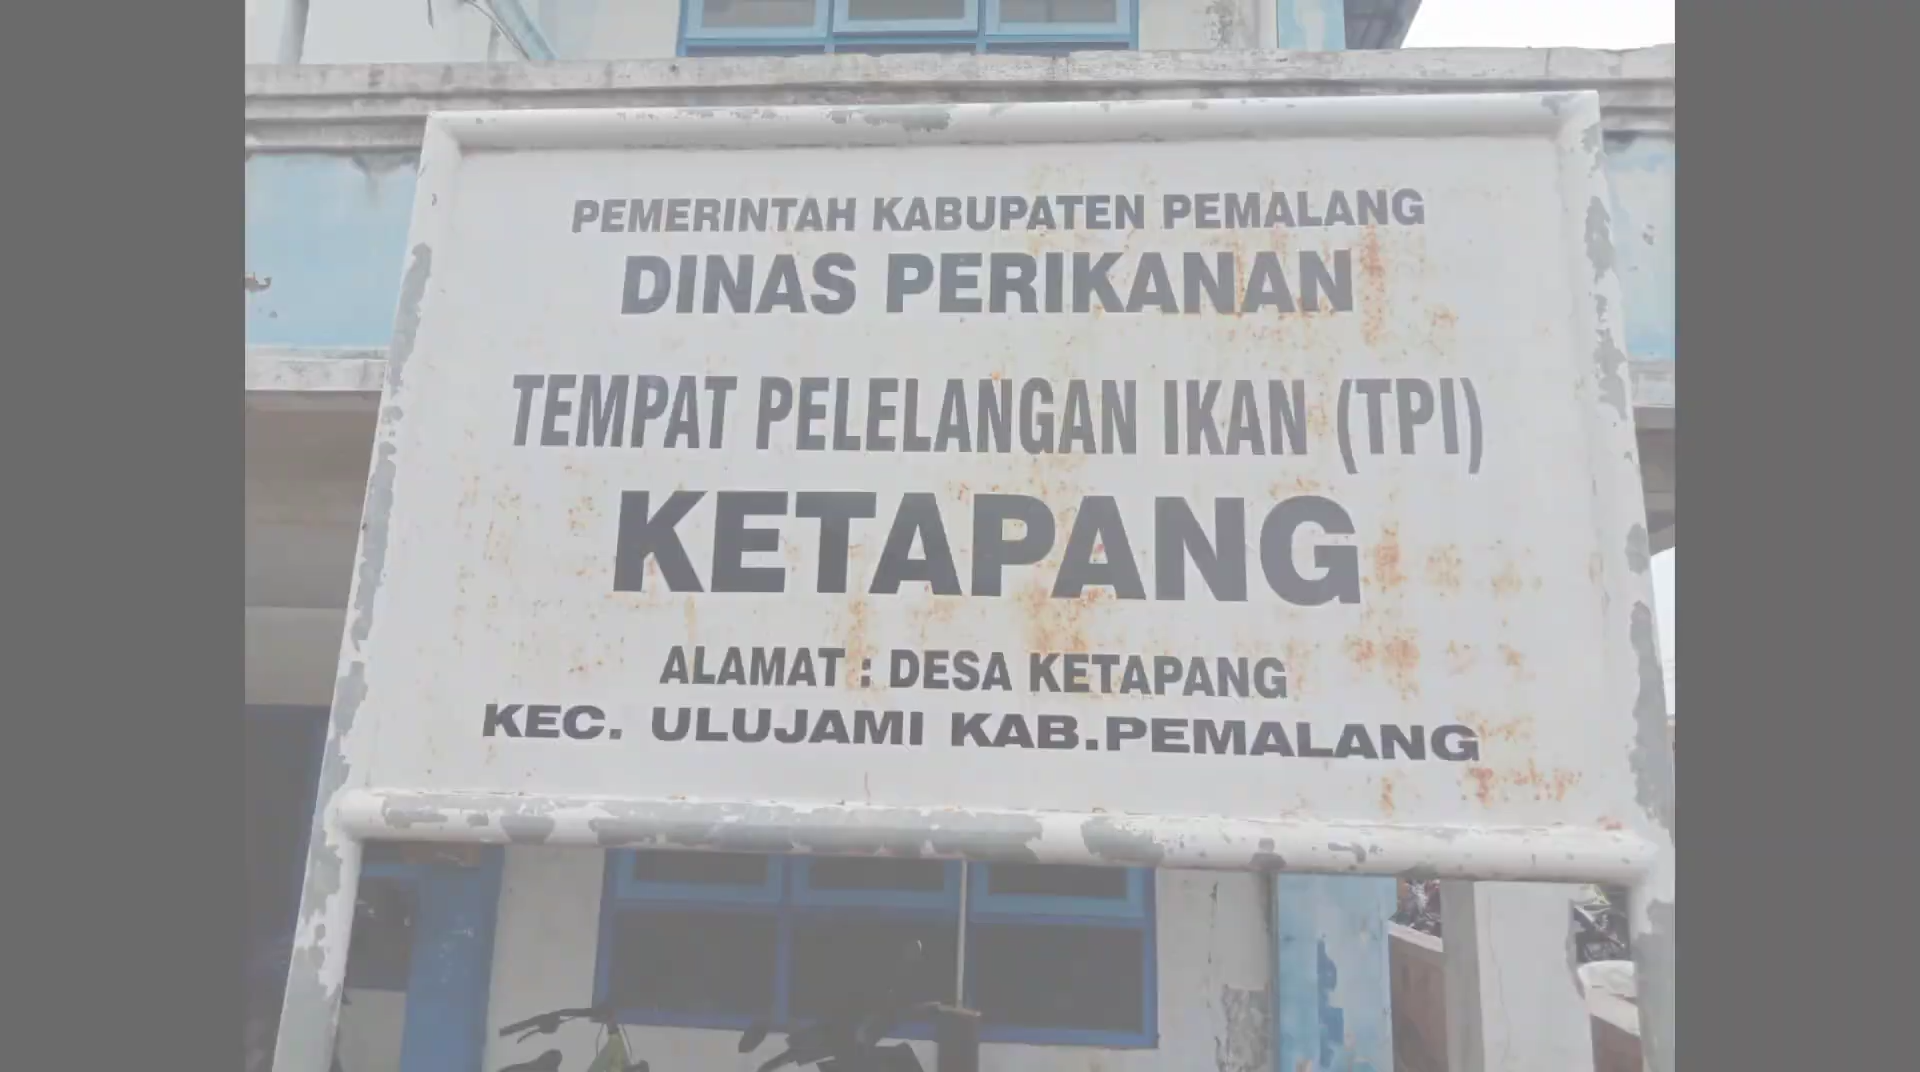 PEMERINTAH KABUPATEN PEMALANG
DINAS PERIKANAN
TEMPAT PELELANGAN IKAN (TPI)
KETAPANG
ALAMAT : DESA KETAPANG
KEC. ULUJAMI KAB.PEMALANG